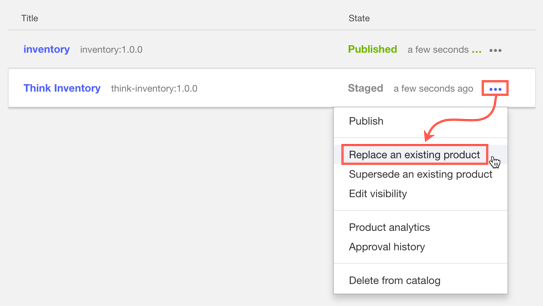 Title State
inventory inventory:1.0.0 Published a few seconds ...
Think Inventory think-inventory:1.0.0 Staged a few seconds ago
Publish
Replace an existing product
Supersede an existing product
Edit visibility
Product analytics
Approval history
Delete from catalog